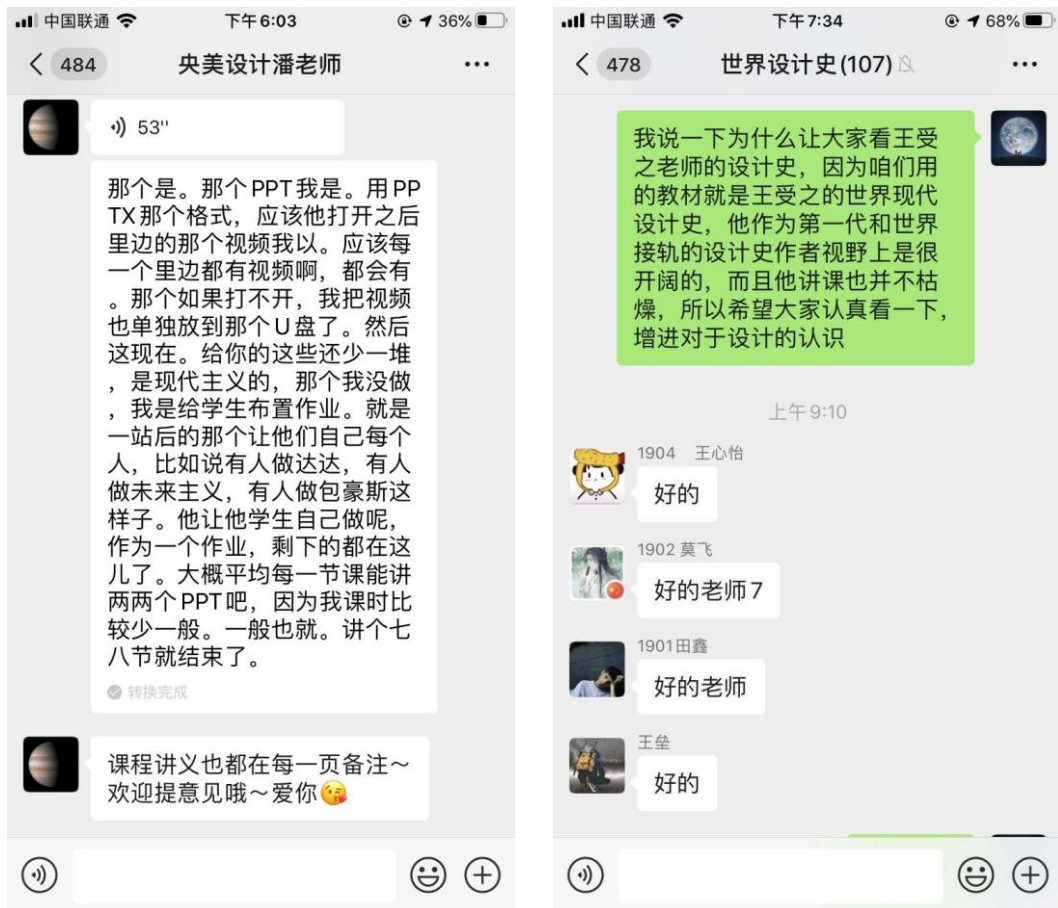 中国联通
下午6:03
36%
484
央美设计潘老师
53''
那个是。那个PPT我是。用PP
TX那个格式，应该他打开之后
里边的那个视频我以。应该每
一个里边都有视频啊，都会有
。那个如果打不开，我把视频
也单独放到那个U盘了。然后
这现在。给你的这些还少一堆
，是现代主义的，那个我没做
，我是给学生布置作业。就是
一站后的那个让他们自己每个
人，比如说有人做达达，有人
做未来主义，有人做包豪斯这
样子。他让他学生自己做呢，
作为一个作业，剩下的都在这
儿了。大概平均每一节课能讲
两两个PPT吧，因为我课时比
较少一般。一般也就。讲个七
八节就结束了。
转换完成
课程讲义也都在每一页备注～
欢迎提意见哦～爱你😘
中国联通
下午7:34
68%
478
世界设计史(107)
我说一下为什么让大家看王受
之老师的设计史，因为咱们用
的教材就是王受之的世界现代
设计史，他作为第一代和世界
接轨的设计史作者视野上是很
开阔的，而且他讲课也并不枯
燥，所以希望大家认真看一下，
增进对于设计的认识
上午9:10
1904 王心怡
好的
1902 莫飞
好的老师7
1901田鑫
好的老师
王垒
好的